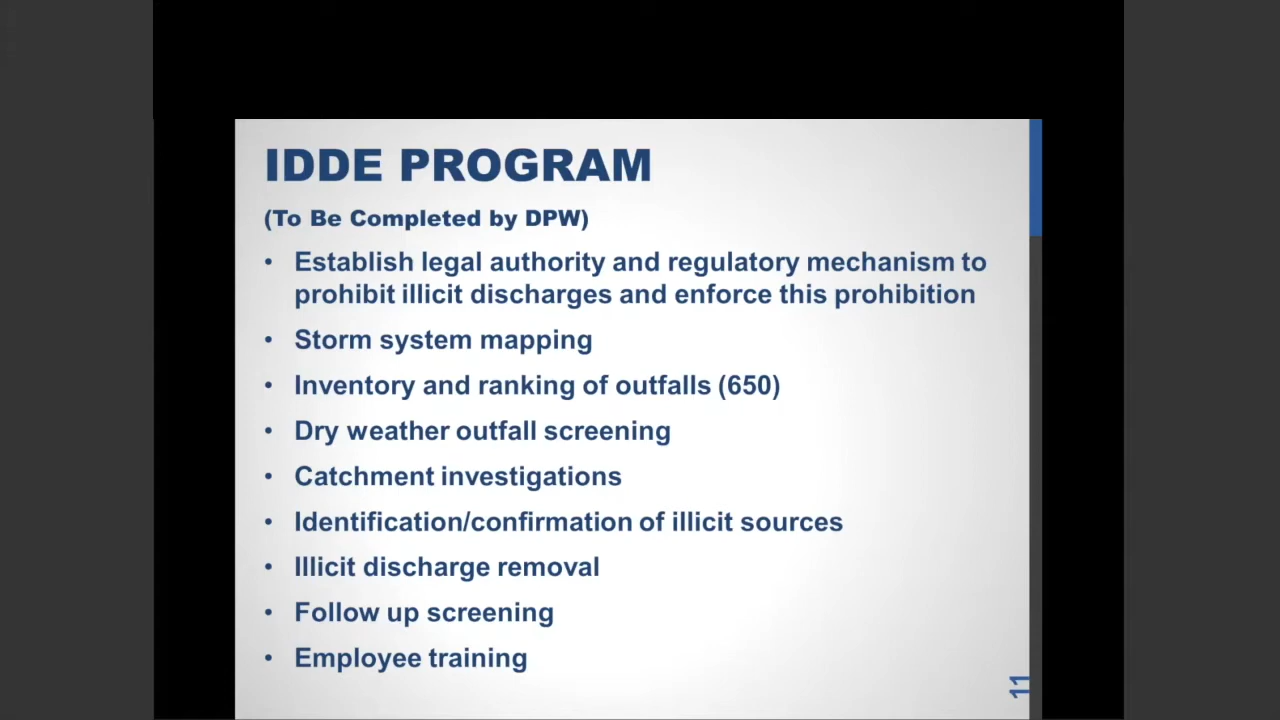 IDDE PROGRAM
(To Be Completed by DPW)
• Establish legal authority and regulatory mechanism to
prohibit illicit discharges and enforce this prohibition
• Storm system mapping
• Inventory and ranking of outfalls (650)
• Dry weather outfall screening
• Catchment investigations
• Identification/confirmation of illicit sources
• Illicit discharge removal
• Follow up screening
• Employee training
11